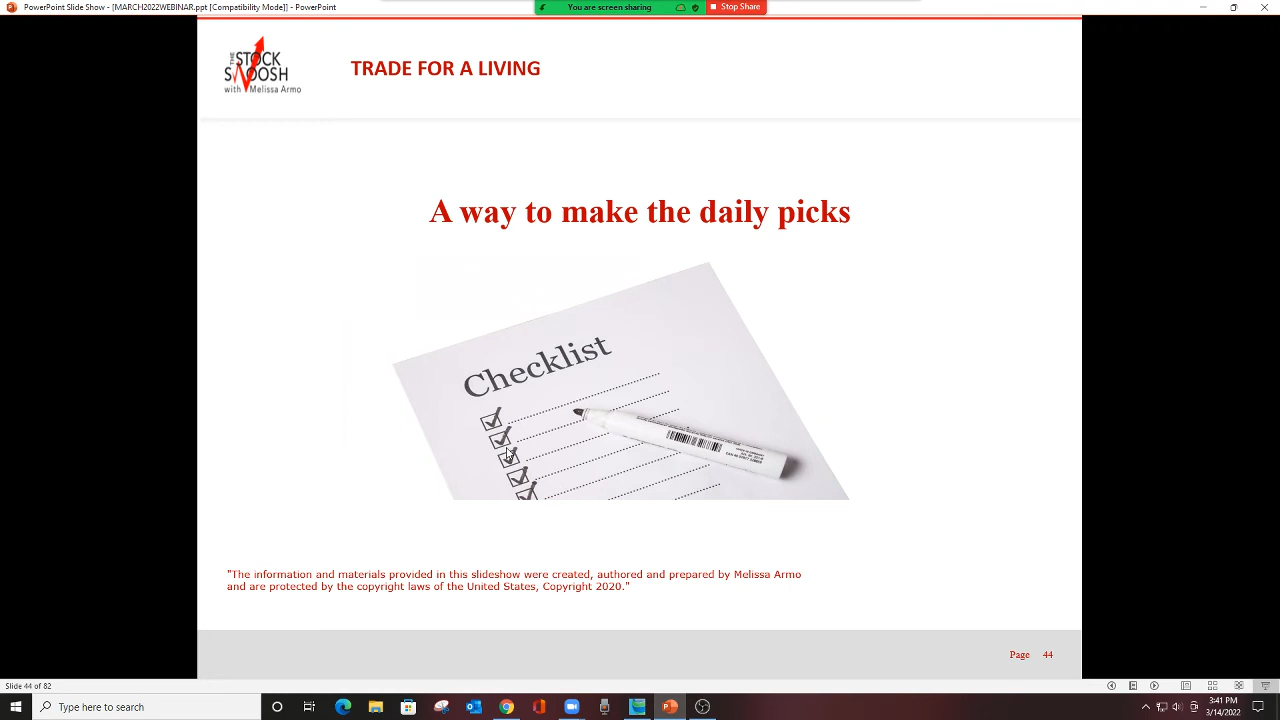 PowerPoint Slide Show - [MARCH2022WEBINAR.ppt [Compatibility Mode]] - PowerPoint
You are screen sharing
Stop Share
THE
STOCK
SWOOSH
with Melissa Armo
TRADE FOR A LIVING
A way to make the daily picks
Checklist
"The information and materials provided in this slideshow were created, authored and prepared by Melissa Armo
and are protected by the copyright laws of the United States, Copyright 2020."
Page 44
Slide 44 of 82
Type here to search
3:41 PM
3/14/2022